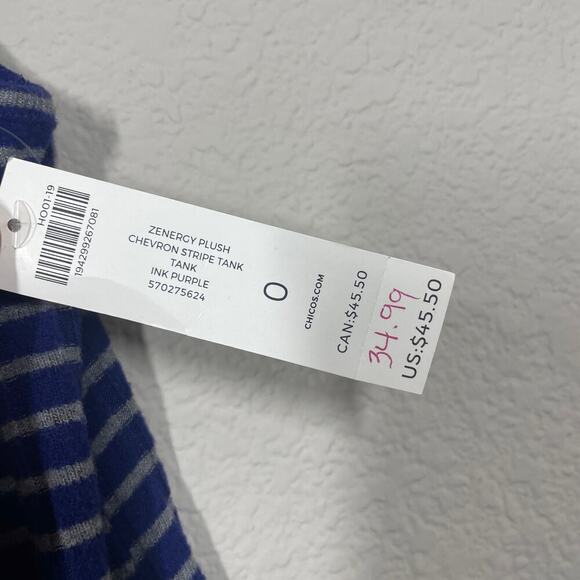 HO01-19
194299267081
ZENERGY PLUSH
CHEVRON STRIPE TANK
TANK
INK PURPLE
570275624
0
CHICOS.COM
CAN:$45.50
34.99
US:$45.50